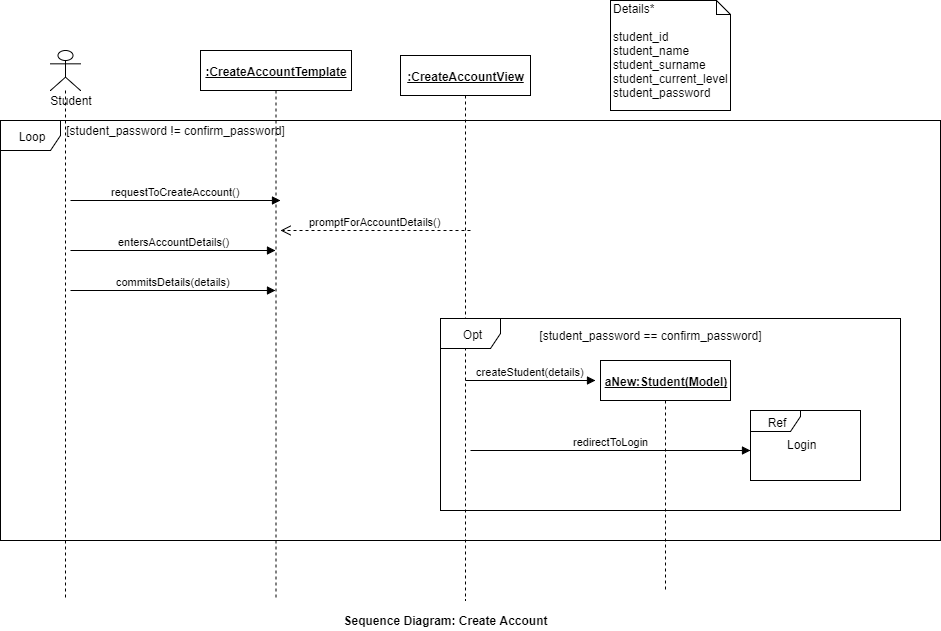 Details*
student_id
student_name
student_surname
student_current_level
student_password
:CreateAccountTemplate
:CreateAccountView
Student
Loop
[student_password != confirm_password]
requestToCreateAccount()
promptForAccountDetails()
entersAccountDetails()
commitsDetails(details)
Opt
[student_password == confirm_password]
createStudent(details)
aNew:Student(Model)
Ref
Login
redirectToLogin
Sequence Diagram: Create Account